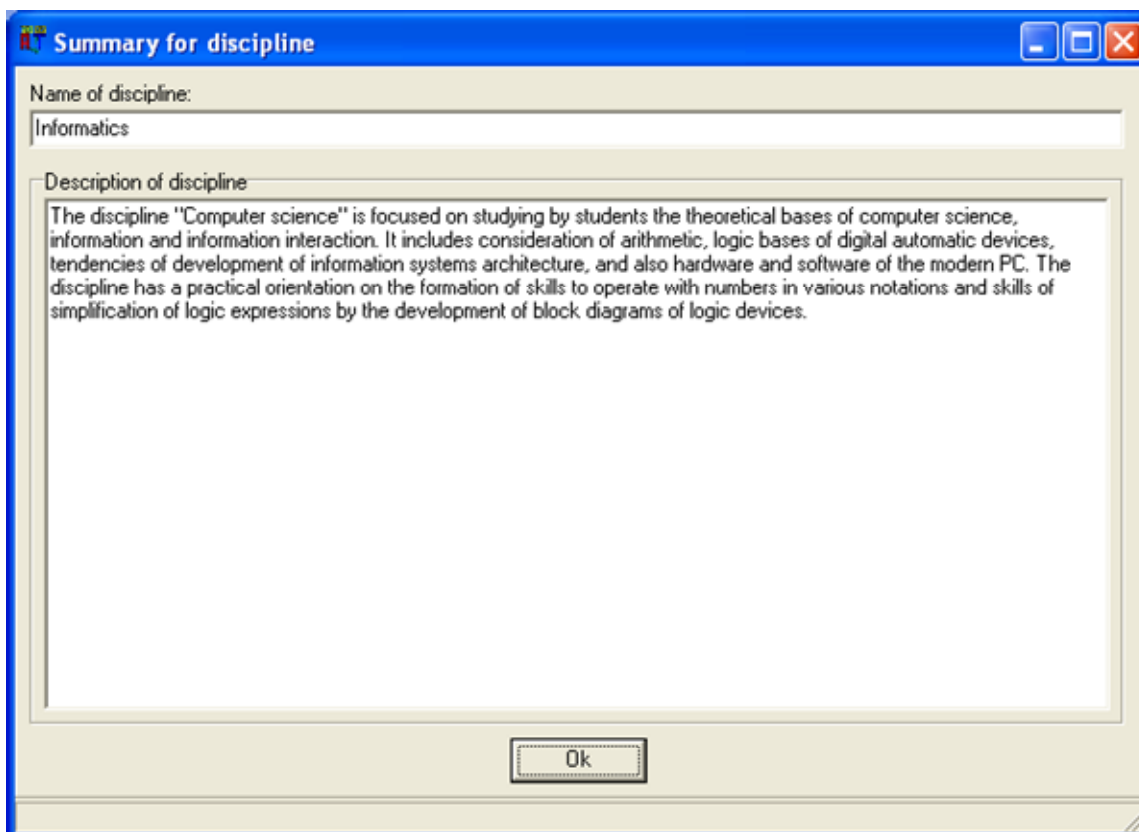 Summary for discipline
Name of discipline:
Informatics
Description of discipline
The discipline "Computer science" is focused on studying by students the theoretical bases of computer science,
information and information interaction. It includes consideration of arithmetic, logic bases of digital automatic devices,
tendencies of development of information systems architecture, and also hardware and software of the modern PC. The
discipline has a practical orientation on the formation of skills to operate with numbers in various notations and skills of
simplification of logic expressions by the development of block diagrams of logic devices.
Ok